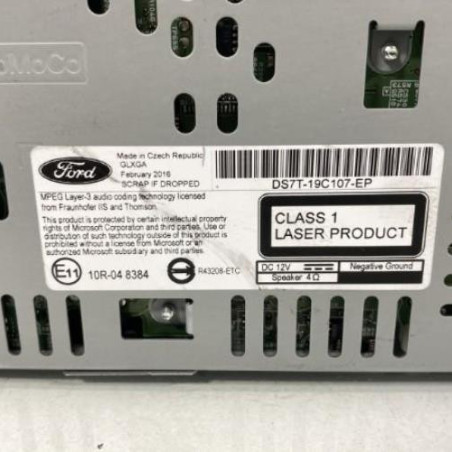 oMoCo
Ford
Made in Czech Republic
GLXGA
February 2016
SCRAP IF DROPPED
DS7T-19C107-EP
MPEG Layer-3 audio coding technology licensed
from Fraunhofer IIS and Thomson.
This product is protected by certain intellectual property
rights of Microsoft Corporation and third parties. Use or
distribution of such technology outside of this product is
prohibited without a license from Microsoft or an
authorized Microsoft subsidiary and third parties.
CLASS 1
LASER PRODUCT
E11 10R-04 8384
R43208-ETC
DC 12V Negative Ground
Speaker 4Ω